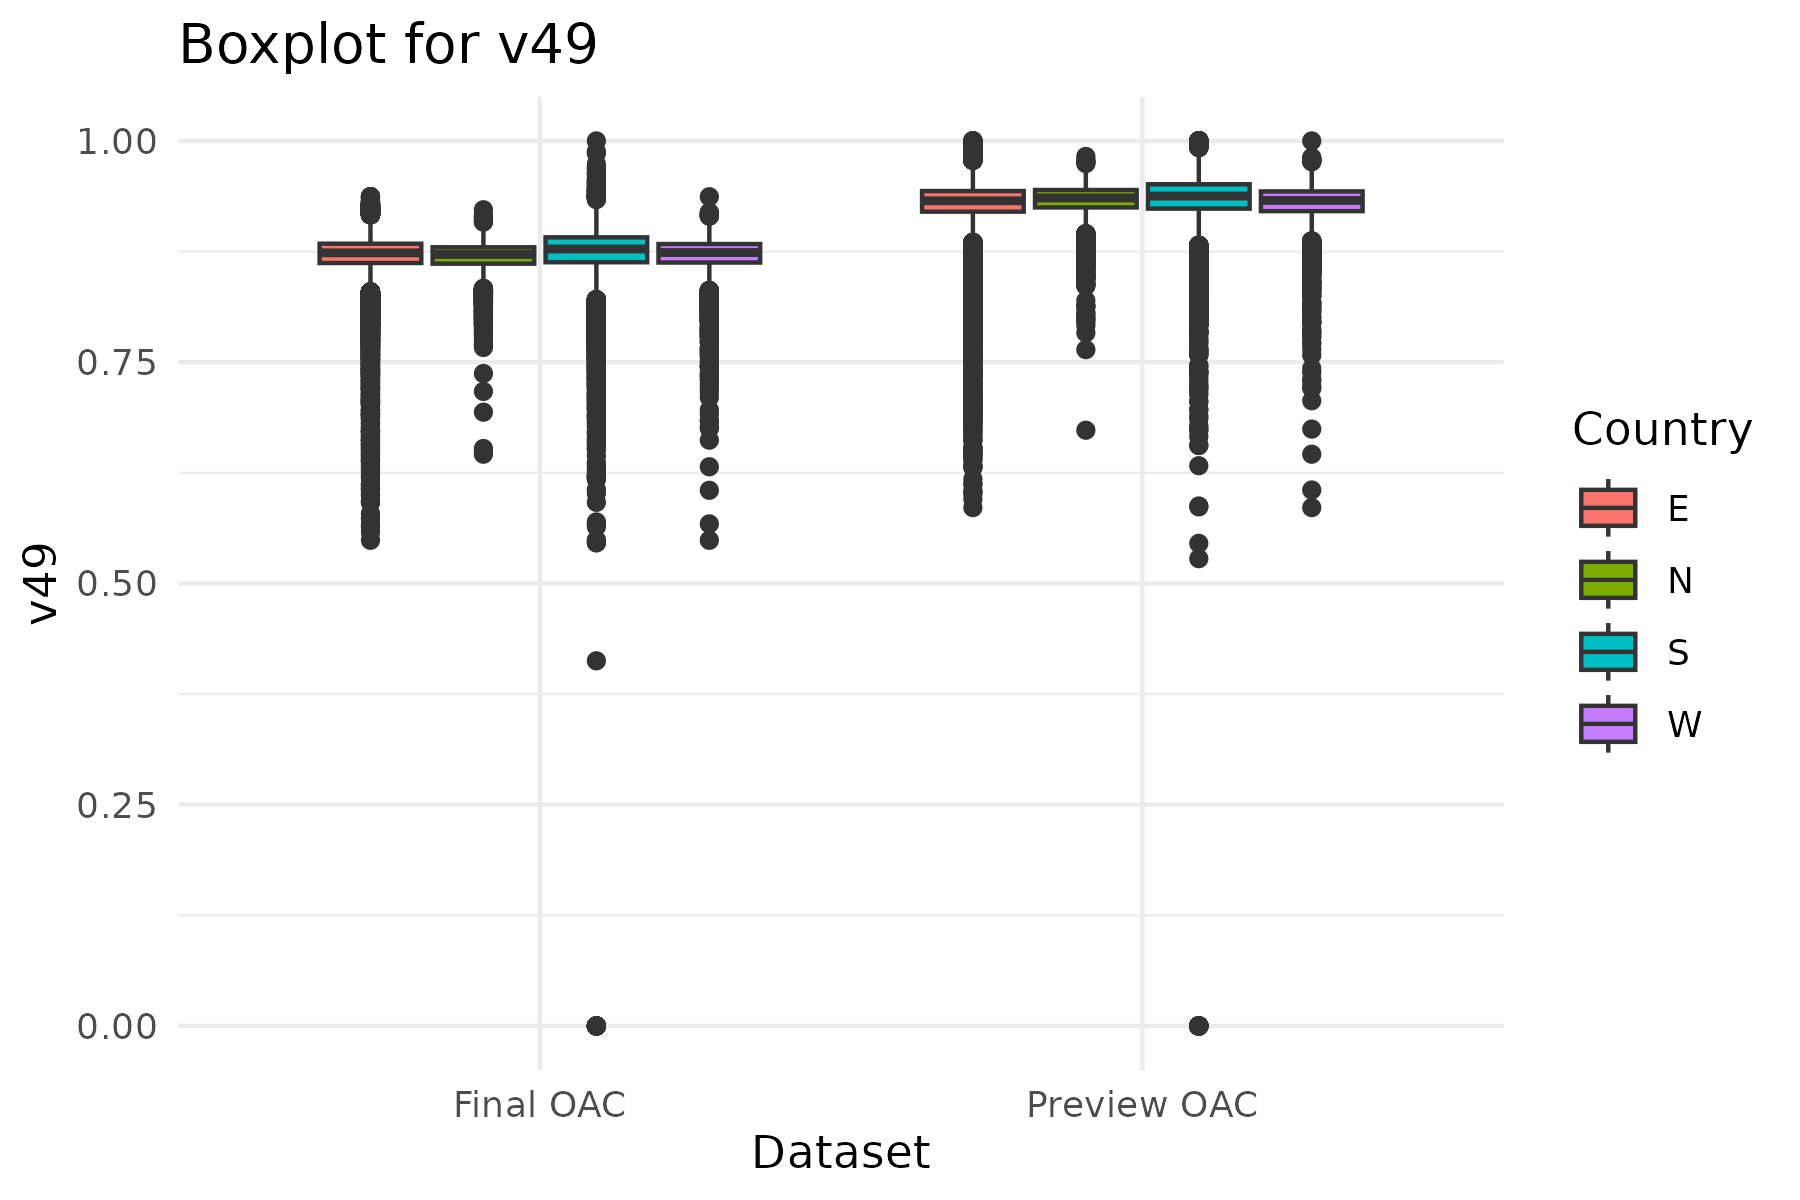 Boxplot for v49
1.00
0.75
0.50
0.25
0.00
v49
Final OAC
Preview OAC
Dataset
Country
E
N
S
W